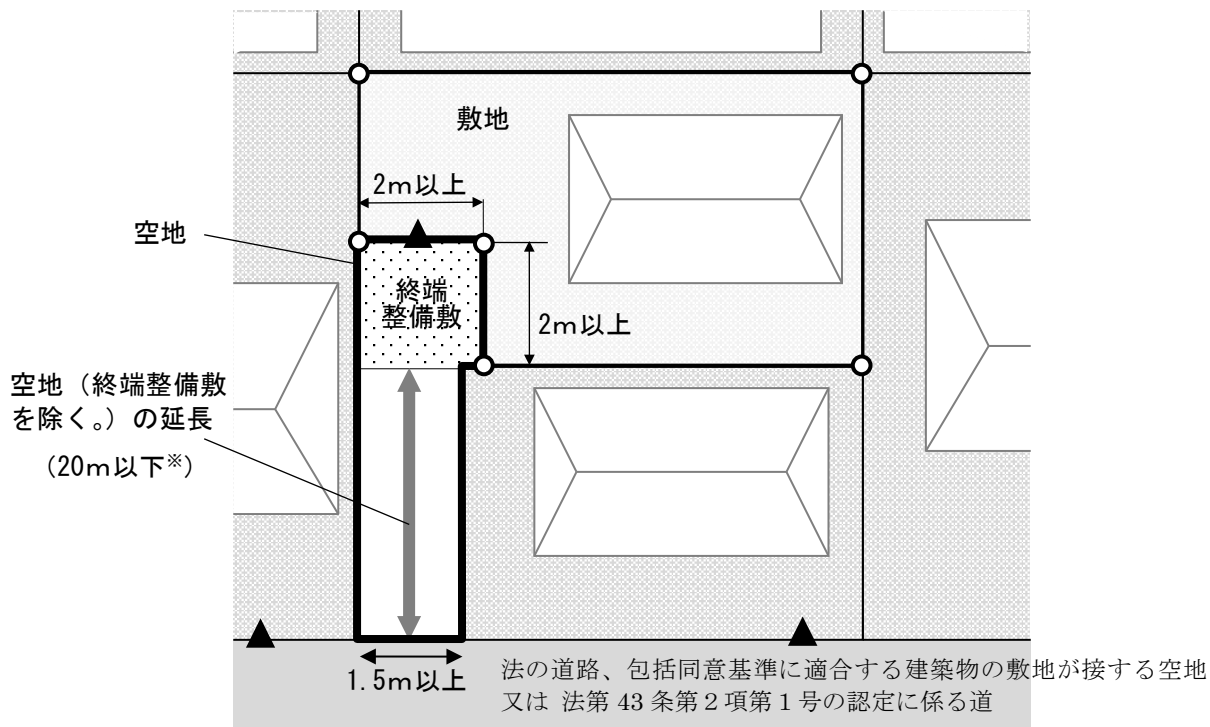 敷地
2m以上
空地
終端
整備敷
2m以上
空地(終端整備敷
を除く。)の延長
(20m以下※)
1.5m以上
法の道路、包括同意基準に適合する建築物の敷地が接する空地
又は 法第 43 条第2項第1号の認定に係る道